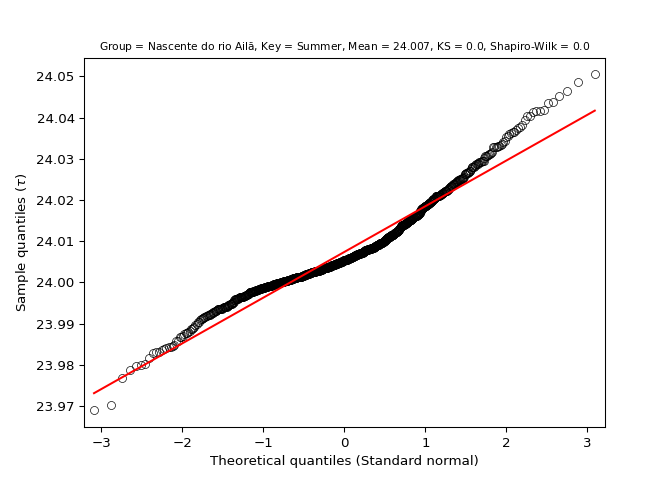 Group = Nascente do rio Ailã, Key = Summer, Mean = 24.007, KS = 0.0, Shapiro-Wilk = 0.0
Sample quantiles (τ)
24.05
24.04
24.03
24.02
24.01
24.00
23.99
23.98
23.97
−3 −2 −1 0 1 2 3
Theoretical quantiles (Standard normal)